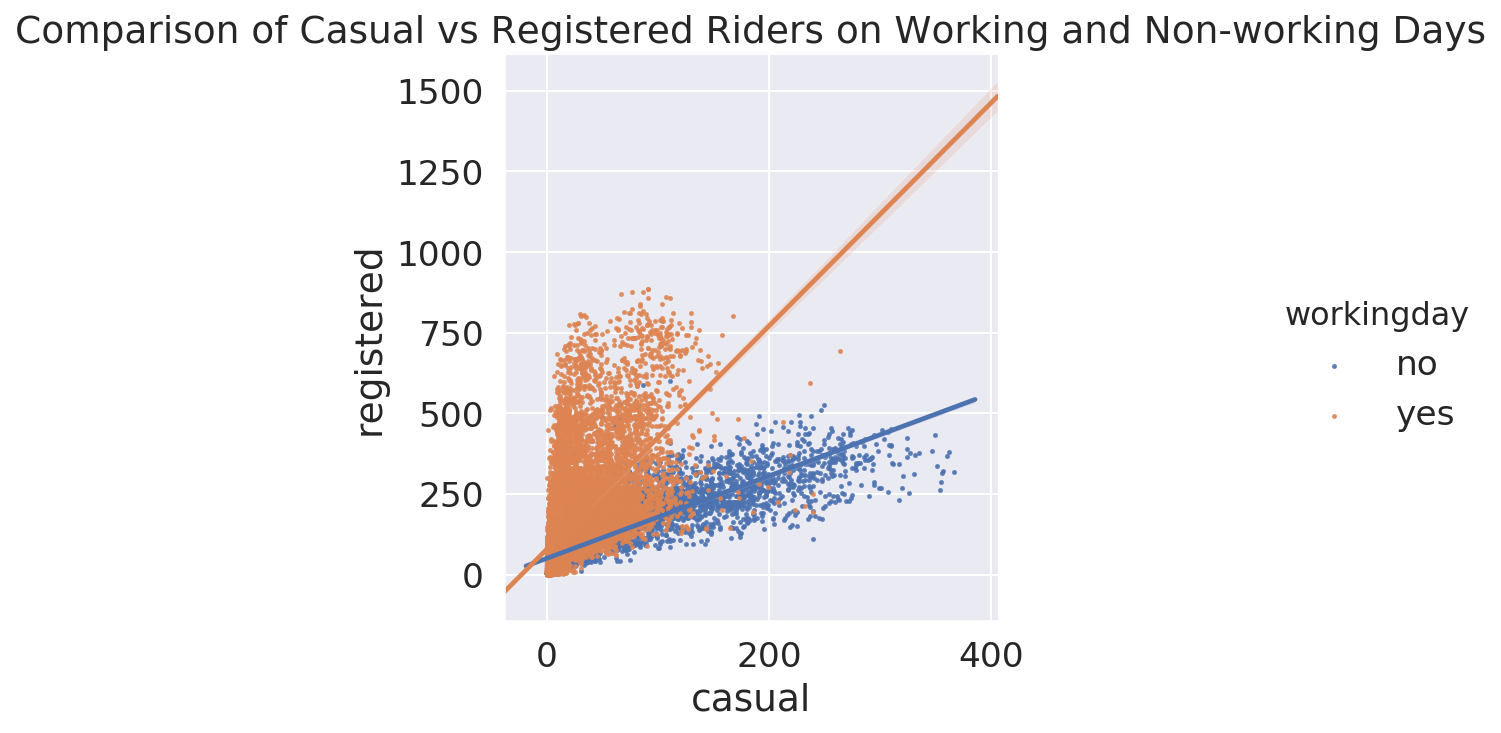 Comparison of Casual vs Registered Riders on Working and Non-working Days
1500
1250
1000
750
500
250
0
registered
0 200 400
casual
workingday
no
yes